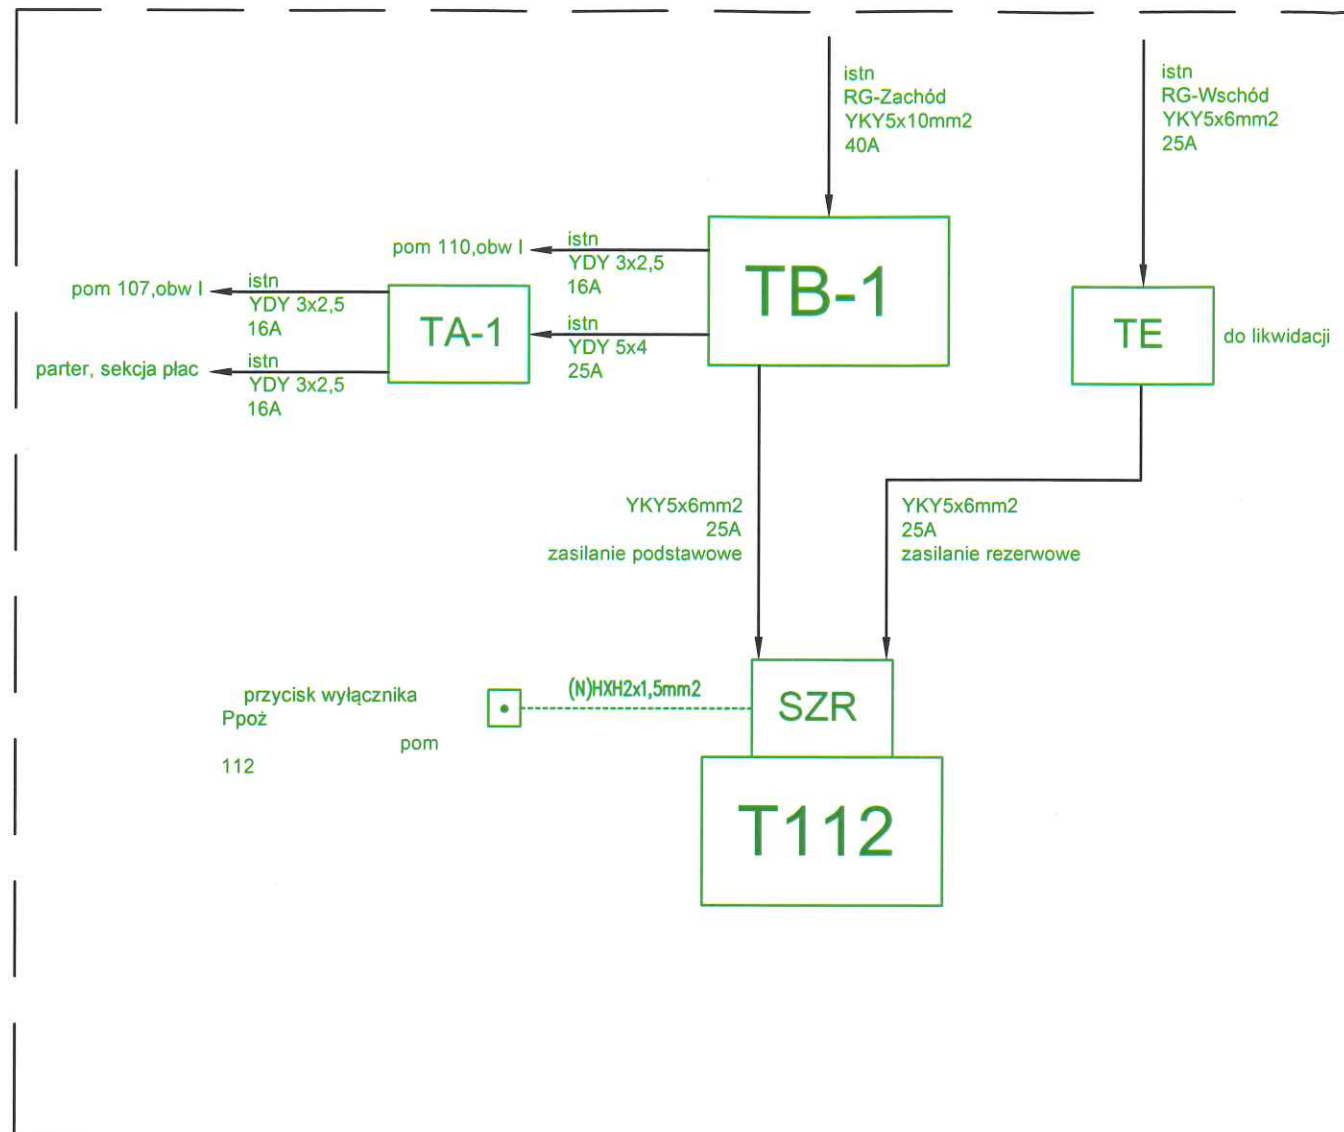 istn
RG-Zachód
YKY5x10mm2
40A
istn
RG-Wschód
YKY5x6mm2
25A
pom 110,obw I
istn
YDY 3x2,5
16A
TB-1
pom 107,obw I
istn
YDY 3x2,5
16A
TA-1
istn
YDY 5x4
25A
TE
do likwidacji
parter, sekcja płac
istn
YDY 3x2,5
16A
YKY5x6mm2
25A
zasilanie podstawowe
YKY5x6mm2
25A
zasilanie rezerwowe
przycisk wyłącznika
Ppoż
pom
112
(N)HXH2x1,5mm2
SZR
T112